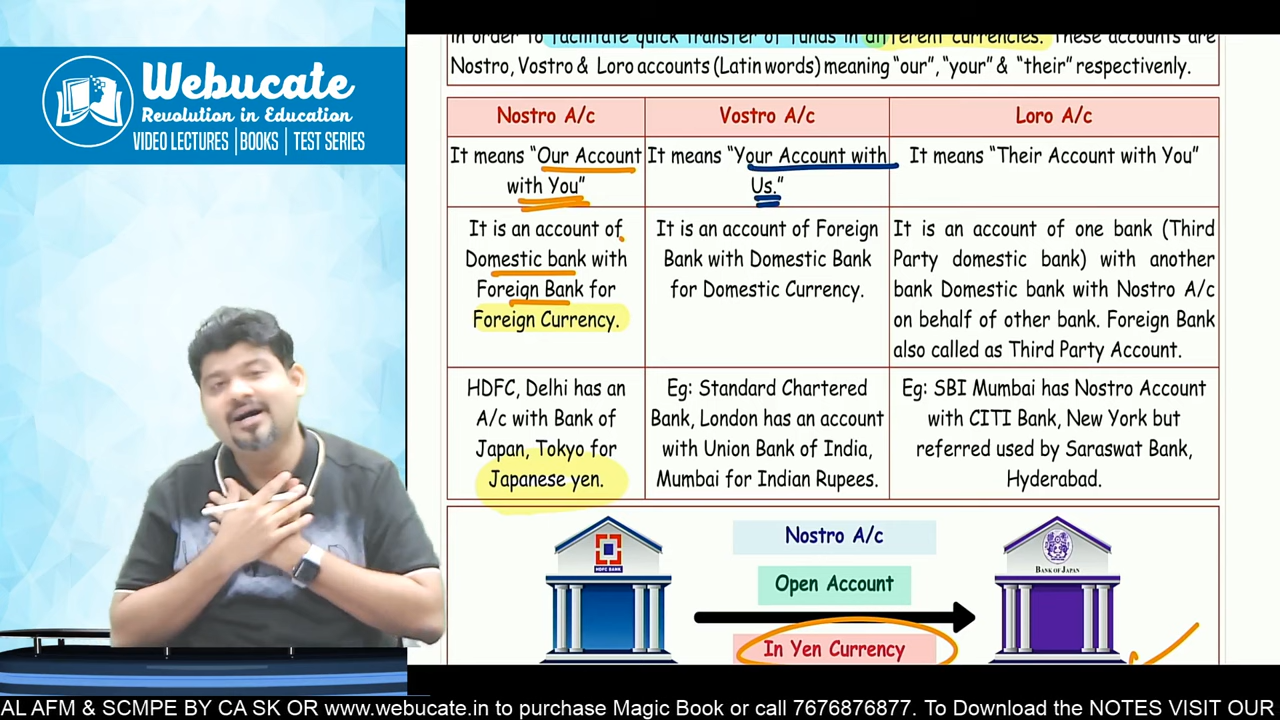 Webucate
Revolution in Education
VIDEO LECTURES | BOOKS | TEST SERIES
in order to facilitate quick transfer of funds in different currencies. These accounts are
Nostro, Vostro & Loro accounts (Latin words) meaning “our”, “your” & “their” respectivenly.
Nostro A/c
It means “Our Account
with You”
It is an account of
Domestic bank with
Foreign Bank for
Foreign Currency.
HDFC, Delhi has an
A/c with Bank of
Japan, Tokyo for
Japanese yen.
Vostro A/c
It means “Your Account with
Us.”
It is an account of Foreign
Bank with Domestic Bank
for Domestic Currency.
Eg: Standard Chartered
Bank, London has an account
with Union Bank of India,
Mumbai for Indian Rupees.
Loro A/c
It means “Their Account with You”
It is an account of one bank (Third
Party domestic bank) with another
bank Domestic bank with Nostro A/c
on behalf of other bank. Foreign Bank
also called as Third Party Account.
Eg: SBI Mumbai has Nostro Account
with CITI Bank, New York but
referred used by Saraswat Bank,
Hyderabad.
HDFC BANK
Nostro A/c
Open Account
In Yen Currency
BANK OF JAPAN
AL AFM & SCMPE BY CA SK OR www.webucate.in to purchase Magic Book or call 7676876877. To Download the NOTES VISIT OUR